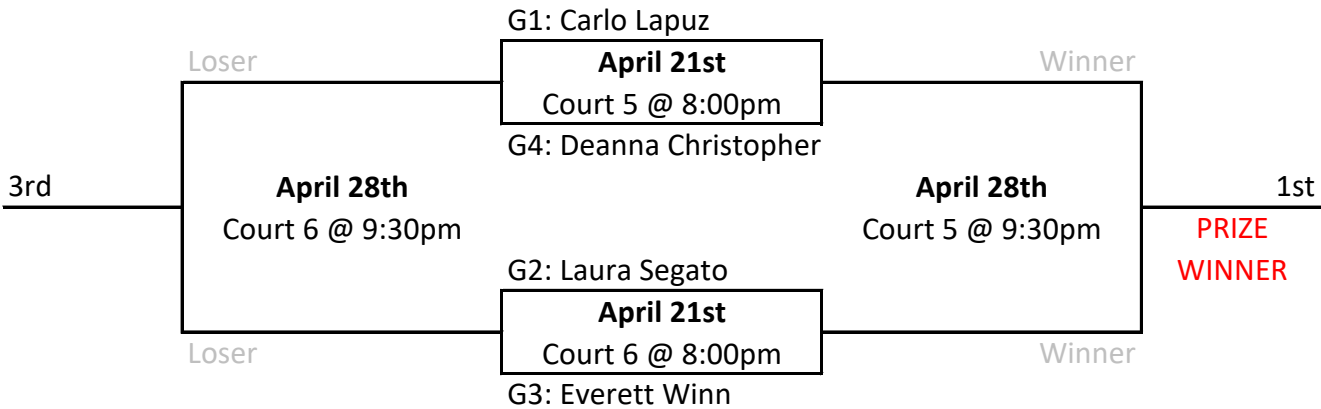 G1: Carlo Lapuz
Loser
April 21st
Winner
Court 5 @ 8:00pm
G4: Deanna Christopher
3rd
April 28th
April 28th
1st
Court 6 @ 9:30pm
Court 5 @ 9:30pm
PRIZE
WINNER
G2: Laura Segato
April 21st
Loser
Court 6 @ 8:00pm
Winner
G3: Everett Winn